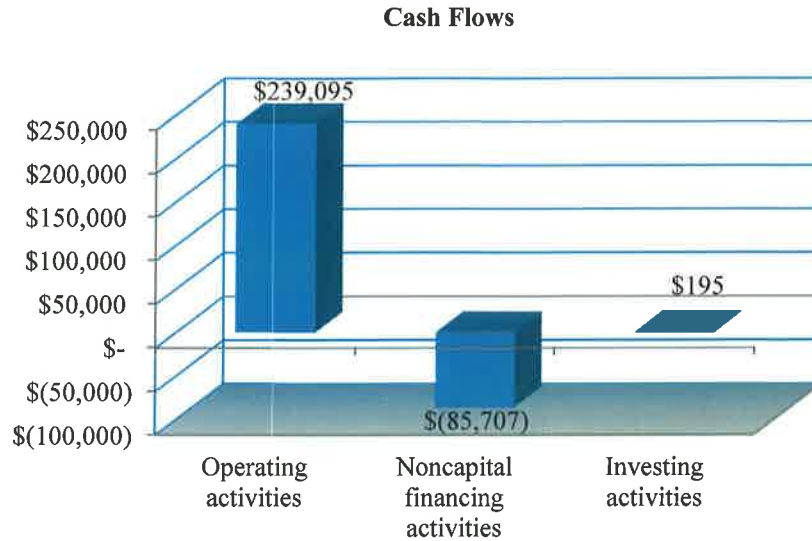 Cash Flows
$239,095
$250,000
$200,000
$150,000
$100,000
$50,000
$-
$(50,000)
$(100,000)
$195
$(85,707)
Operating
activities
Noncapital
financing
activities
Investing
activities